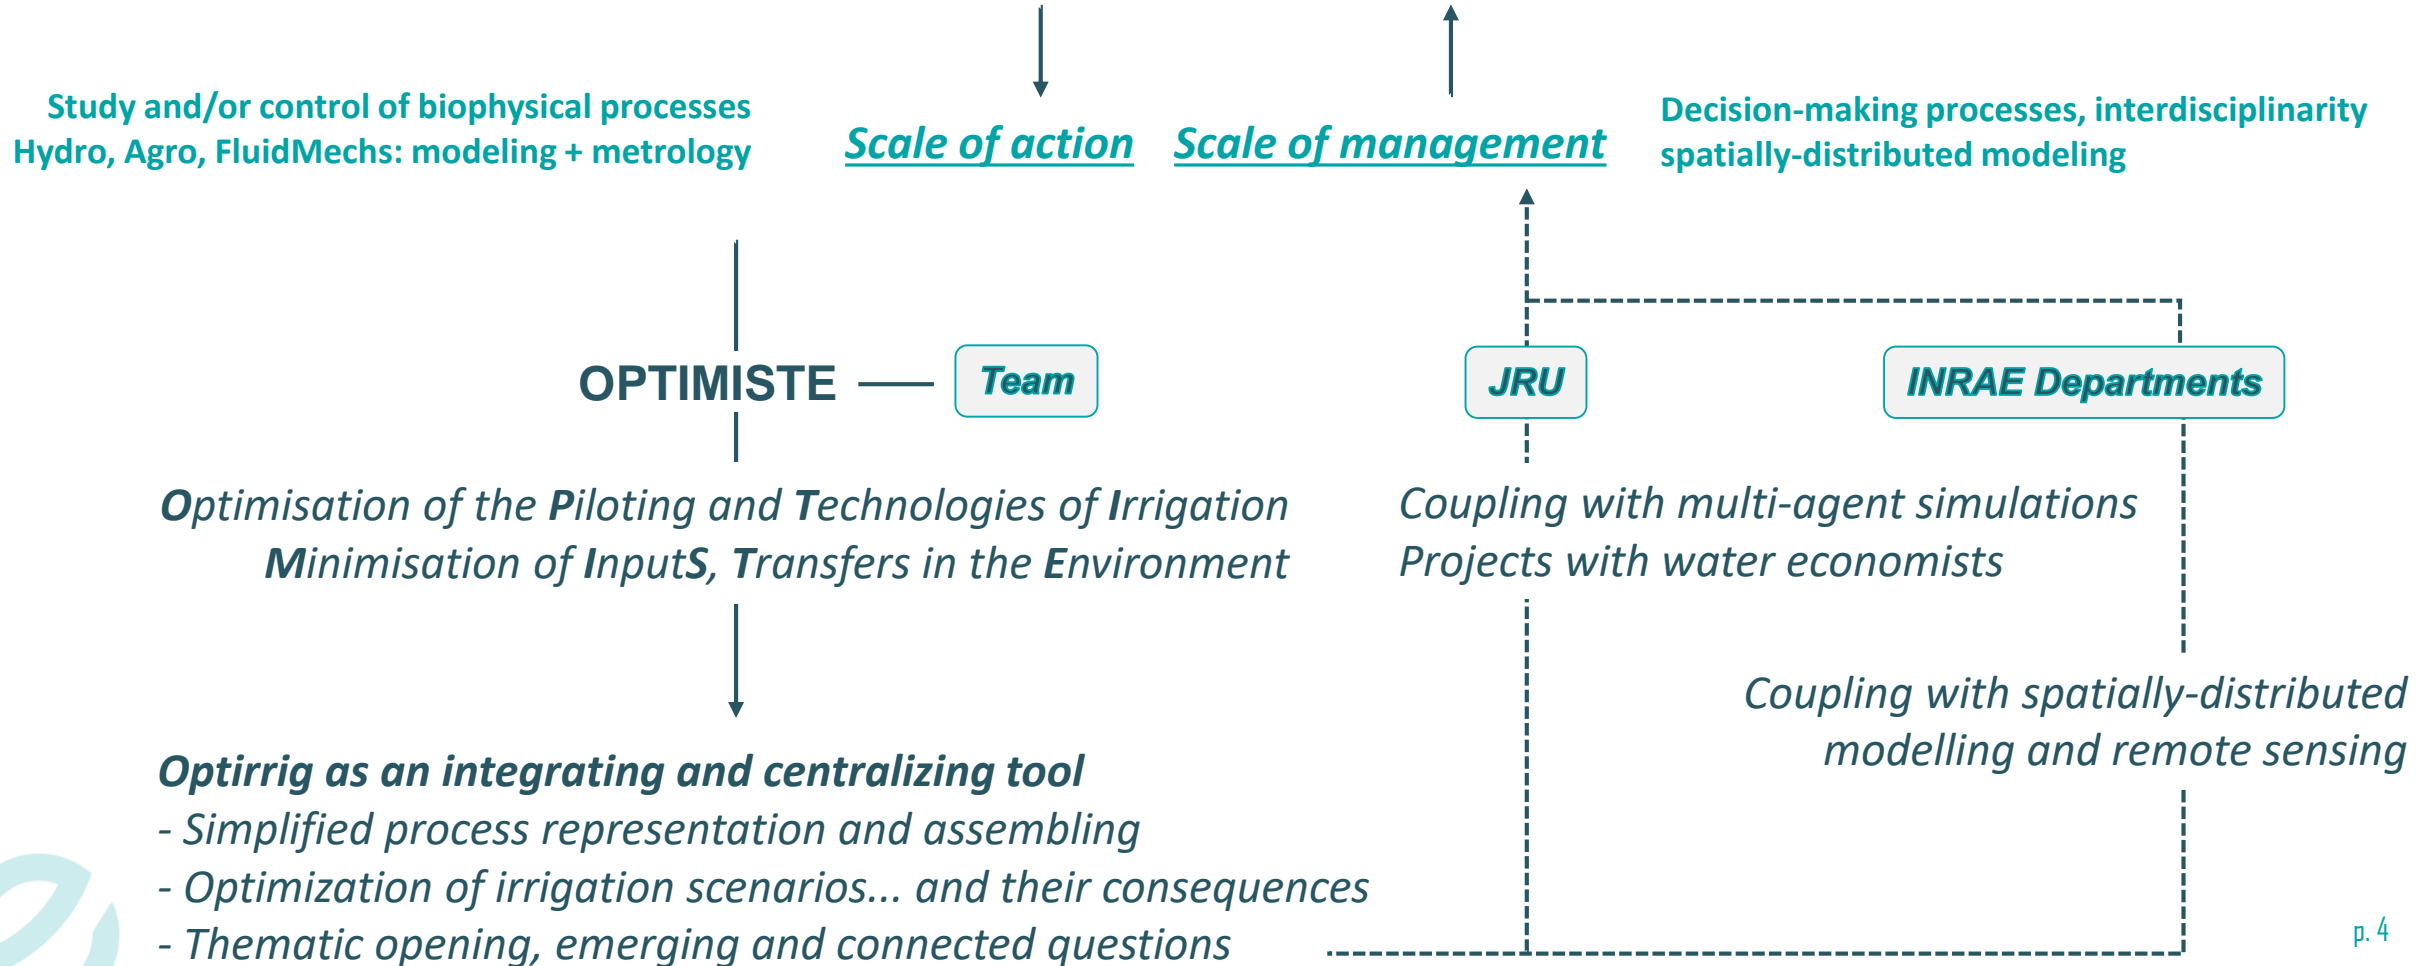 Study and/or control of biophysical processes
Hydro, Agro, FluidMechs: modeling + metrology
Scale of action
Scale of management
Decision-making processes, interdisciplinarity
spatially-distributed modeling
OPTIMISTE
Team
JRU
INRAE Departments
Optimisation of the Piloting and Technologies of Irrigation
Minimisation of InputS, Transfers in the Environment
Coupling with multi-agent simulations
Projects with water economists
Coupling with spatially-distributed
modelling and remote sensing
Optirrig as an integrating and centralizing tool
- Simplified process representation and assembling
- Optimization of irrigation scenarios... and their consequences
- Thematic opening, emerging and connected questions
p. 4